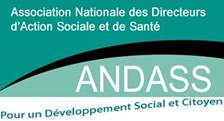 Association Nationale des Directeurs
d'Action Sociale et de Santé
ANDASS
Pour un Développement Social et Citoyen